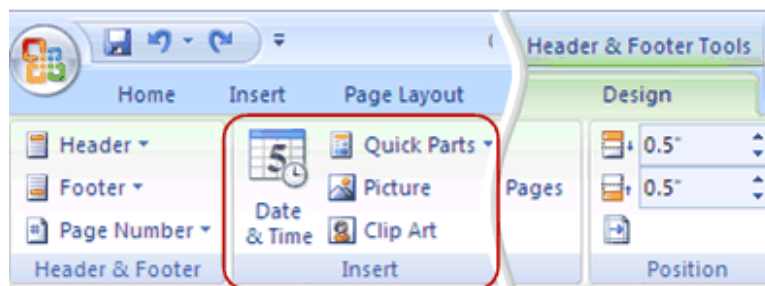 Header & Footer Tools
Home Insert Page Layout Design
Header
Footer
Page Number
Header & Footer
5
Date
& Time
Quick Parts
Picture
Clip Art
Insert
Pages
0.5"
0.5"
Position